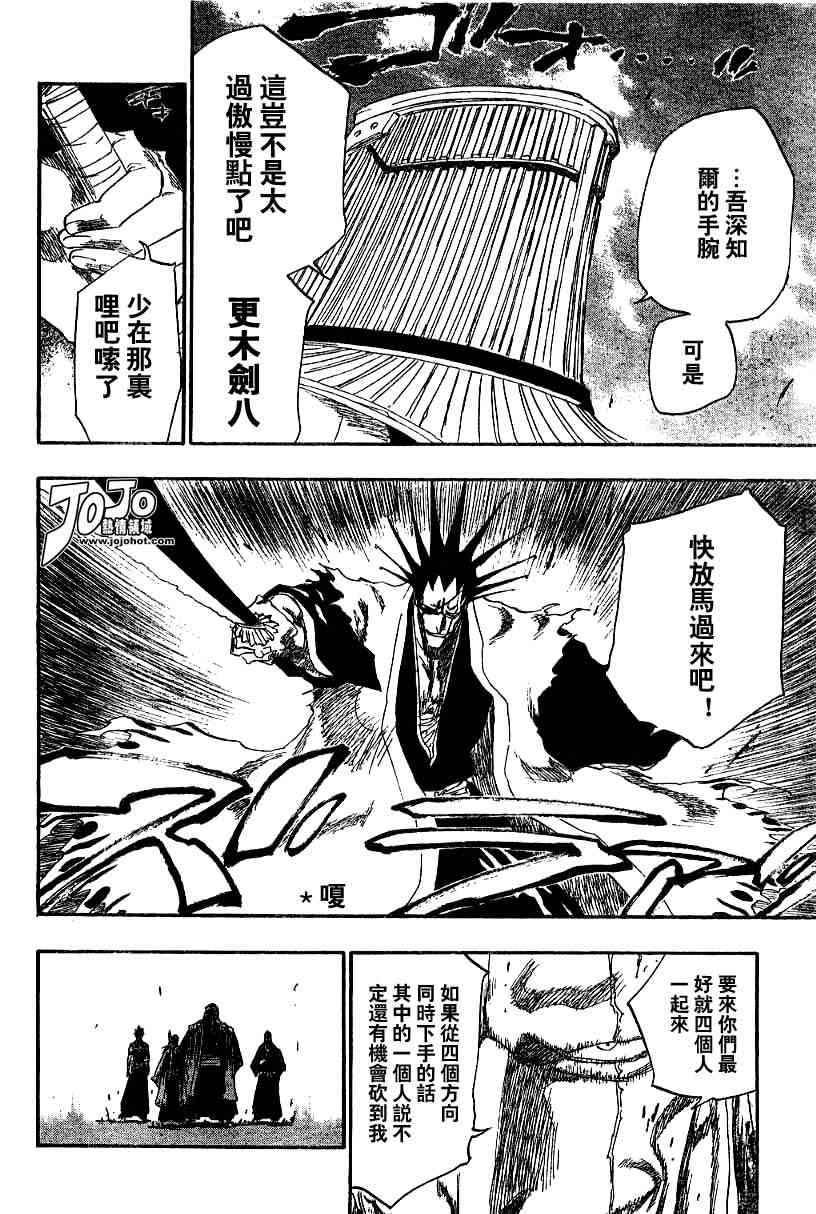 …吾深知
爾的手腕
可是
這豈不是太
過傲慢點了吧
更木劍八
少在那裏
哩吧嗦了
JOJO
熱情領域
www.jojohot.com
快放馬過來吧！
*嗄
要來你們最
好就四個人
一起來
如果從四個方向
同時下手的話
其中的一個人說不
定還有機會砍到我